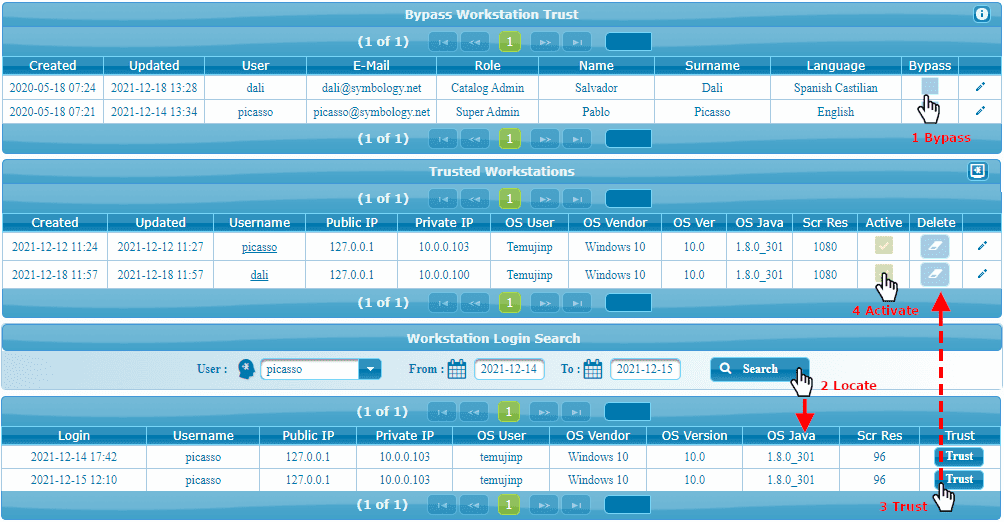 Bypass Workstation Trust
(1 of 1) 1
Created Updated User E-Mail Role Name Surname Language Bypass
2020-05-18 07:24 2021-12-18 13:28 dali dali@symbology.net Catalog Admin Salvador Dali Spanish Castilian
2020-05-18 07:21 2021-12-14 13:34 picasso picasso@symbology.net Super Admin Pablo Picasso English
(1 of 1) 1
1 Bypass
Trusted Workstations
(1 of 1) 1
Created Updated Username Public IP Private IP OS User OS Vendor OS Ver OS Java Scr Res Active Delete
2021-12-12 11:24 2021-12-12 11:27 picasso 127.0.0.1 10.0.0.103 Temujinp Windows 10 10.0 1.8.0_301 1080
2021-12-18 11:57 2021-12-18 11:57 dali 127.0.0.1 10.0.0.100 Temujinp Windows 10 10.0 1.8.0_301 1080
(1 of 1) 1
4 Activate
Workstation Login Search
User : picasso From : 2021-12-14 To : 2021-12-15 Search
2 Locate
(1 of 1) 1
Login Username Public IP Private IP OS User OS Vendor OS Version OS Java Scr Res Trust
2021-12-14 17:42 picasso 127.0.0.1 10.0.0.103 temujinp Windows 10 10.0 1.8.0_301 96 Trust
2021-12-15 12:10 picasso 127.0.0.1 10.0.0.103 temujinp Windows 10 10.0 1.8.0_301 96 Trust
(1 of 1) 1
3 Trust